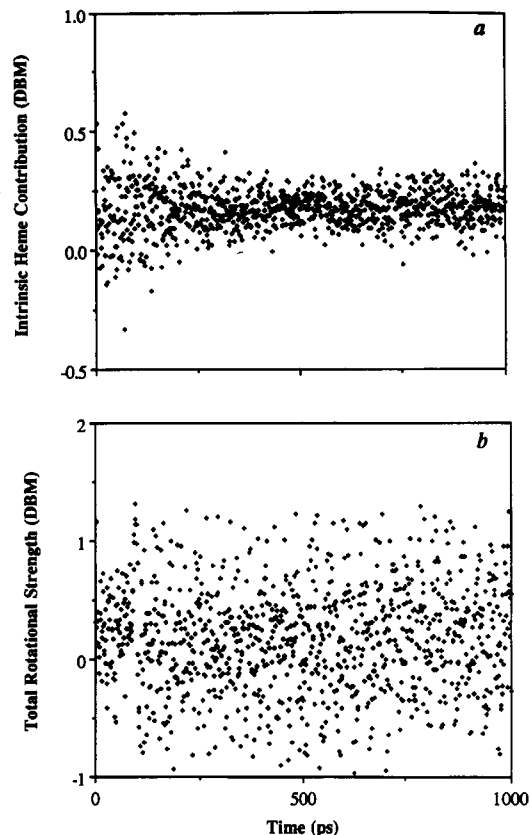 a
1.0
0.5
0.0
-0.5
Intrinsic Heme Contribution (DBM)
b
2
1
0
-1
Total Rotational Strength (DBM)
0
500
1000
Time (ps)